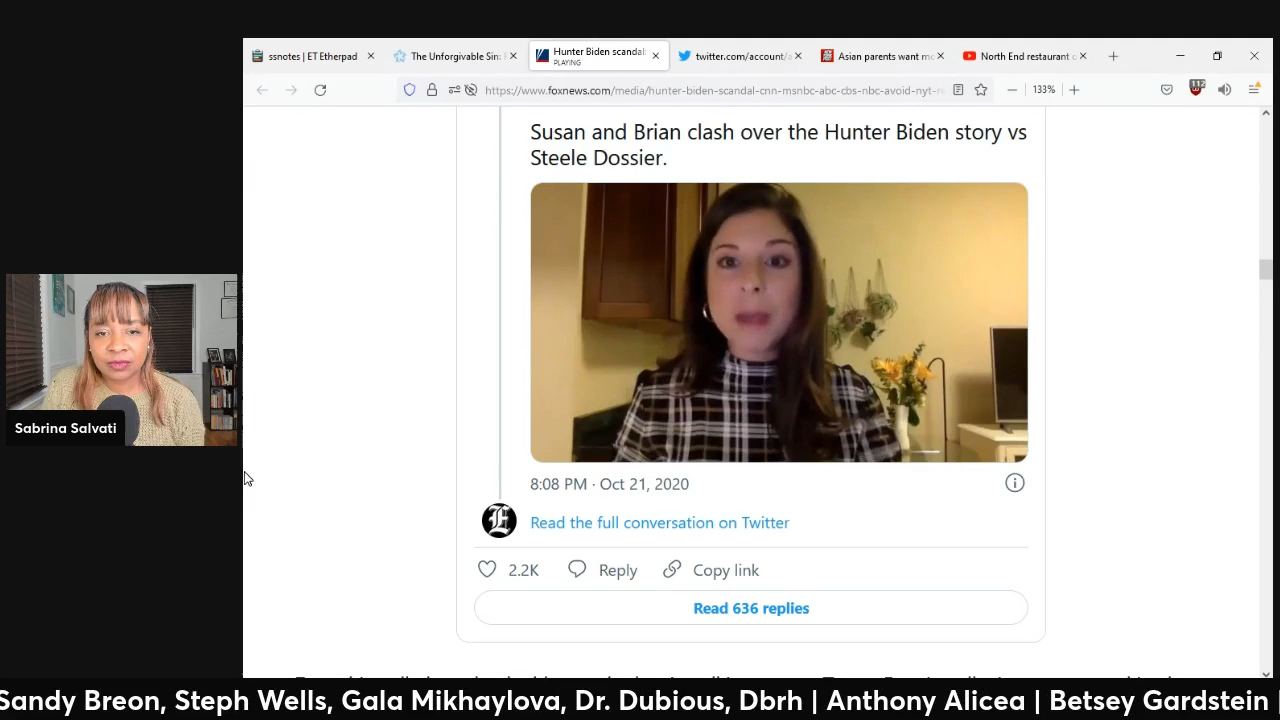 ssnotes | ET Etherpad
The Unforgivable Sin:
Hunter Biden scandal:
PLAYING
twitter.com/account/
Asian parents want mo
North End restaurant
https://www.foxnews.com/media/hunter-biden-scandal-cnn-msnbc-abc-cbs-nbc-avoid-nyt-r
133%
112
Susan and Brian clash over the Hunter Biden story vs
Steele Dossier.
8:08 PM · Oct 21, 2020
Read the full conversation on Twitter
2.2K
Reply
Copy link
Read 636 replies
Sabrina Salvati
Sandy Breon, Steph Wells, Gala Mikhaylova, Dr. Dubious, Dbrh | Anthony Alicea | Betsey Gardstein